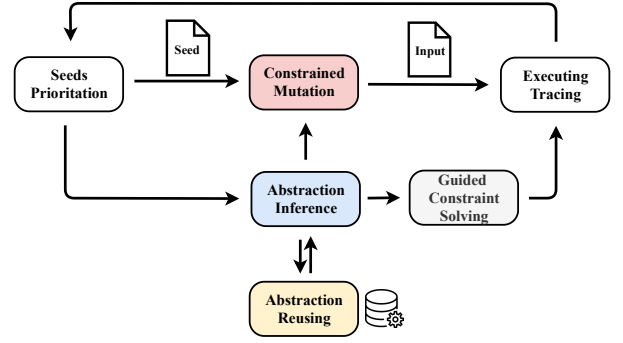 Seed
Input
Seeds
Prioritation
Constrained
Mutation
Executing
Tracing
Abstraction
Inference
Guided
Constraint
Solving
Abstraction
Reusing